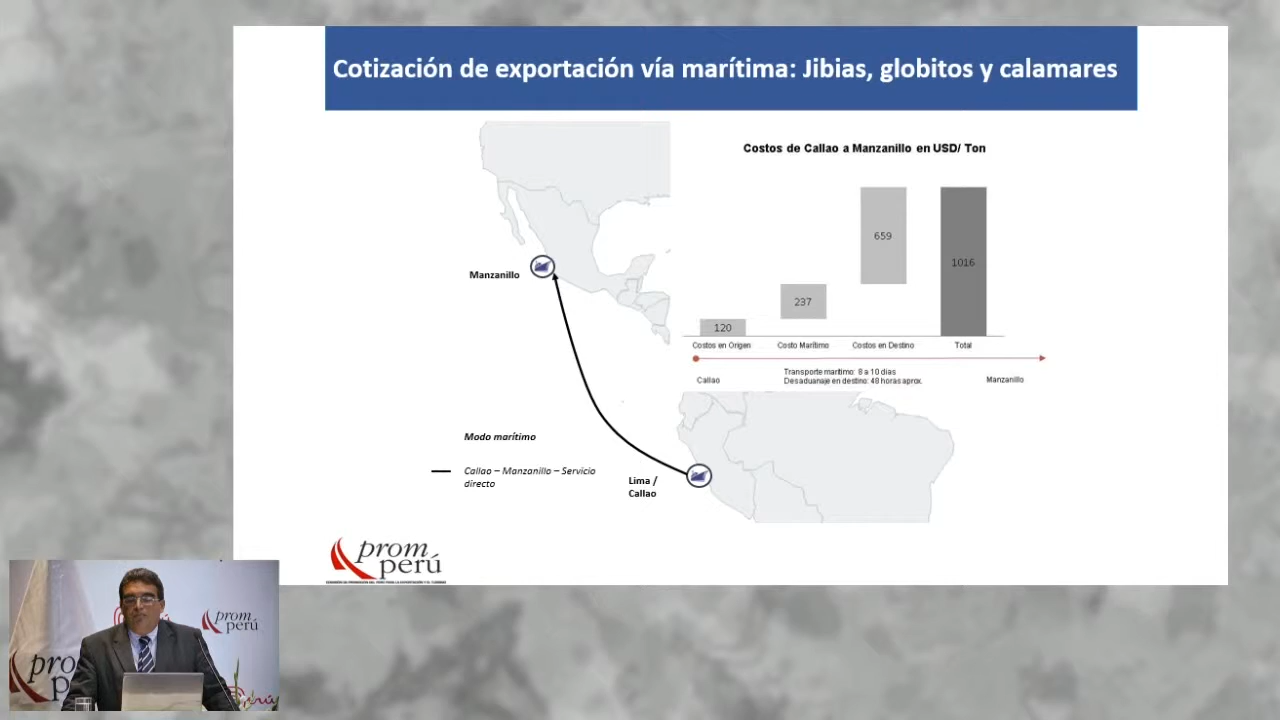 Cotización de exportación vía marítima: Jibias, globitos y calamares
Costos de Callao a Manzanillo en USD/ Ton
659
1016
237
120
Costos en Origen
Costo Marítimo
Costos en Destino
Total
Transporte marítimo: 8 a 10 días
Desaduanaje en destino: 48 horas aprox.
Callao
Manzanillo
Manzanillo
Modo marítimo
Callao – Manzanillo – Servicio
directo
Lima /
Callao
prom
perú
prom
perú
pro
p